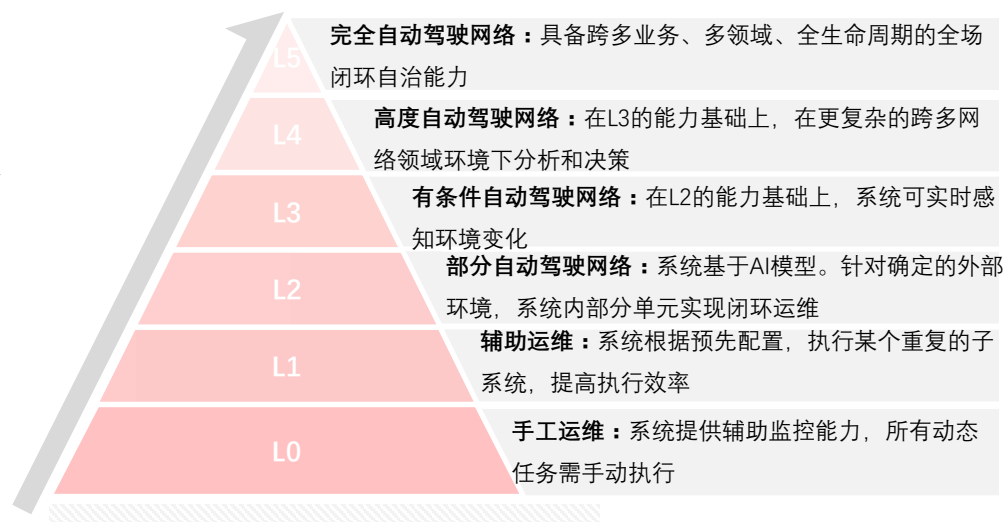 L5
完全自动驾驶网络：具备跨多业务、多领域、全生命周期的全场
闭环自治能力
L4
高度自动驾驶网络：在L3的能力基础上，在更复杂的跨多网
络领域环境下分析和决策
L3
有条件自动驾驶网络：在L2的能力基础上，系统可实时感
知环境变化
L2
部分自动驾驶网络：系统基于AI模型。针对确定的外部
环境，系统内部分单元实现闭环运维
L1
辅助运维：系统根据预先配置，执行某个重复的子
系统，提高执行效率
L0
手工运维：系统提供辅助监控能力，所有动态
任务需手动执行